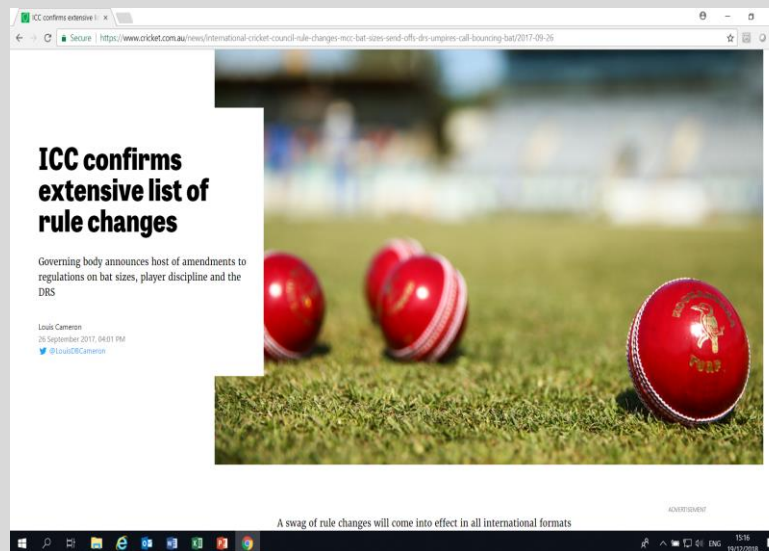 ICC confirms extensive li
Secure | https://www.cricket.com.au/news/international-cricket-council-rule-changes-mcc-bat-sizes-send-offs-drs-umpires-call-bouncing-bat/2017-09-26
ICC confirms
extensive list of
rule changes
Governing body announces host of amendments to
regulations on bat sizes, player discipline and the
DRS
Louis Cameron
26 September 2017, 04:01 PM
@LouisDBCameron
KOOKABURRA
TURF
ADVERTISEMENT
A swag of rule changes will come into effect in all international formats
ENG
15:16
19/12/2018